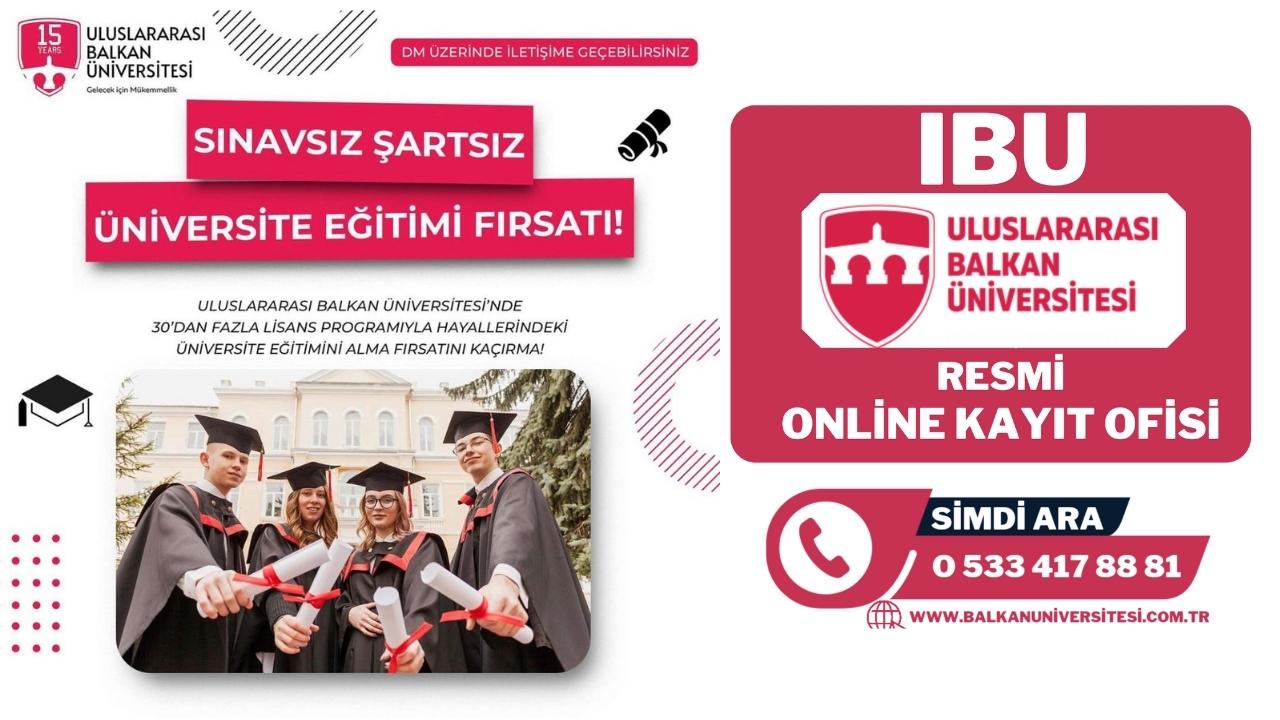 15
YEARS
ULUSLARARASI
BALKAN
ÜNİVERSİTESİ
Gelecek için Mükemmellik
DM ÜZERİNDE İLETİŞİME GEÇEBİLİRSİNİZ
SINAVSIZ ŞARTSIZ
ÜNİVERSİTE EĞİTİMİ FIRSATI!
ULUSLARARASI BALKAN ÜNİVERSİTESİ'NDE
30'DAN FAZLA LİSANS PROGRAMIYLA HAYALLERİNDEKİ
ÜNİVERSİTE EĞİTİMİNİ ALMA FIRSATINI KAÇIRMA!
IBU
ULUSLARARASI
BALKAN
ÜNİVERSİTESİ
RESMİ
ONLİNE KAYIT OFİSİ
SİMDİ ARA
0 533 417 88 81
WWW.BALKANUNIVERSITESİ.COM.TR